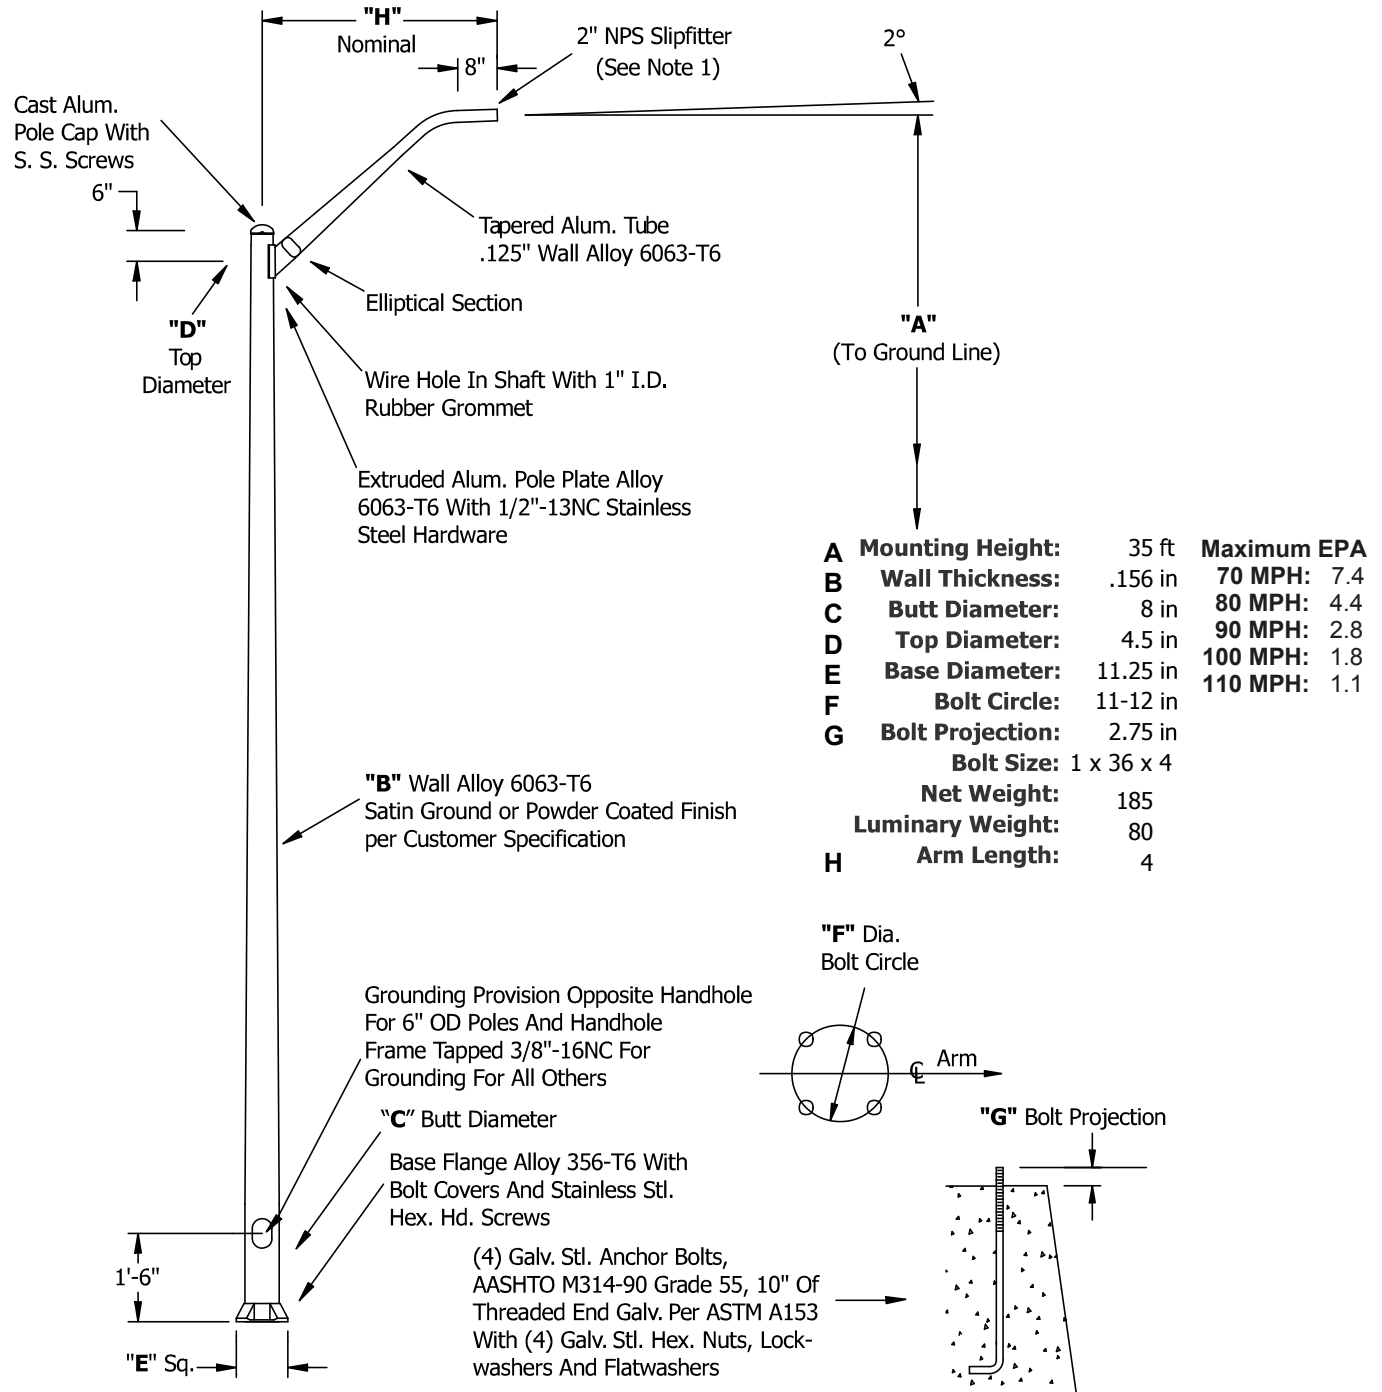 "H"
Nominal
8"
2" NPS Slipfitter
(See Note 1)
2°
Cast Alum.
Pole Cap With
S. S. Screws
6"
Tapered Alum. Tube
.125" Wall Alloy 6063-T6
Elliptical Section
"D"
Top
Diameter
"A"
(To Ground Line)
Wire Hole In Shaft With 1" I.D.
Rubber Grommet
Extruded Alum. Pole Plate Alloy
6063-T6 With 1/2"-13NC Stainless
Steel Hardware
A Mounting Height: 35 ft
B Wall Thickness: .156 in
C Butt Diameter: 8 in
D Top Diameter: 4.5 in
E Base Diameter: 11.25 in
F Bolt Circle: 11-12 in
G Bolt Projection: 2.75 in
Bolt Size: 1 x 36 x 4
Net Weight: 185
Luminary Weight: 80
H Arm Length: 4
Maximum EPA
70 MPH: 7.4
80 MPH: 4.4
90 MPH: 2.8
100 MPH: 1.8
110 MPH: 1.1
"B" Wall Alloy 6063-T6
Satin Ground or Powder Coated Finish
per Customer Specification
"F" Dia.
Bolt Circle
℄ Arm
Grounding Provision Opposite Handhole
For 6" OD Poles And Handhole
Frame Tapped 3/8"-16NC For
Grounding For All Others
“C” Butt Diameter
Base Flange Alloy 356-T6 With
Bolt Covers And Stainless Stl.
Hex. Hd. Screws
"G" Bolt Projection
1'-6"
(4) Galv. Stl. Anchor Bolts,
AASHTO M314-90 Grade 55, 10" Of
Threaded End Galv. Per ASTM A153
With (4) Galv. Stl. Hex. Nuts, Lock-
washers And Flatwashers
"E" Sq.